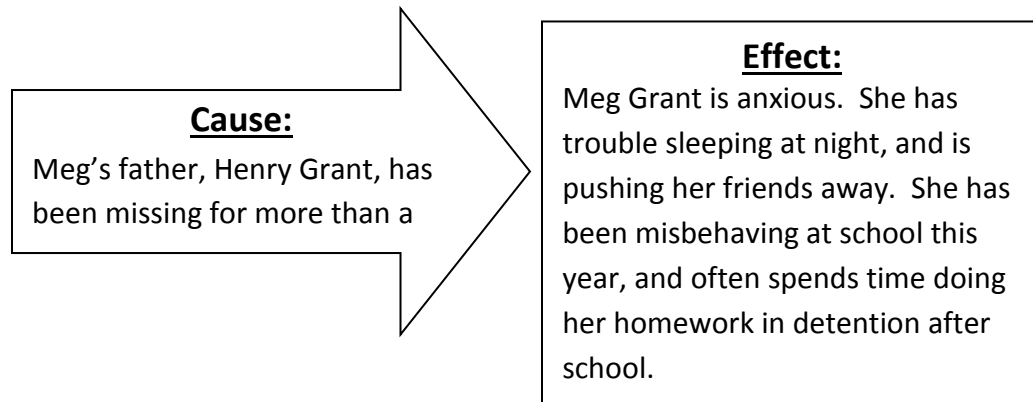 Cause:
Meg’s father, Henry Grant, has
been missing for more than a
Effect:
Meg Grant is anxious.  She has
trouble sleeping at night, and is
pushing her friends away.  She has
been misbehaving at school this
year, and often spends time doing
her homework in detention after
school.